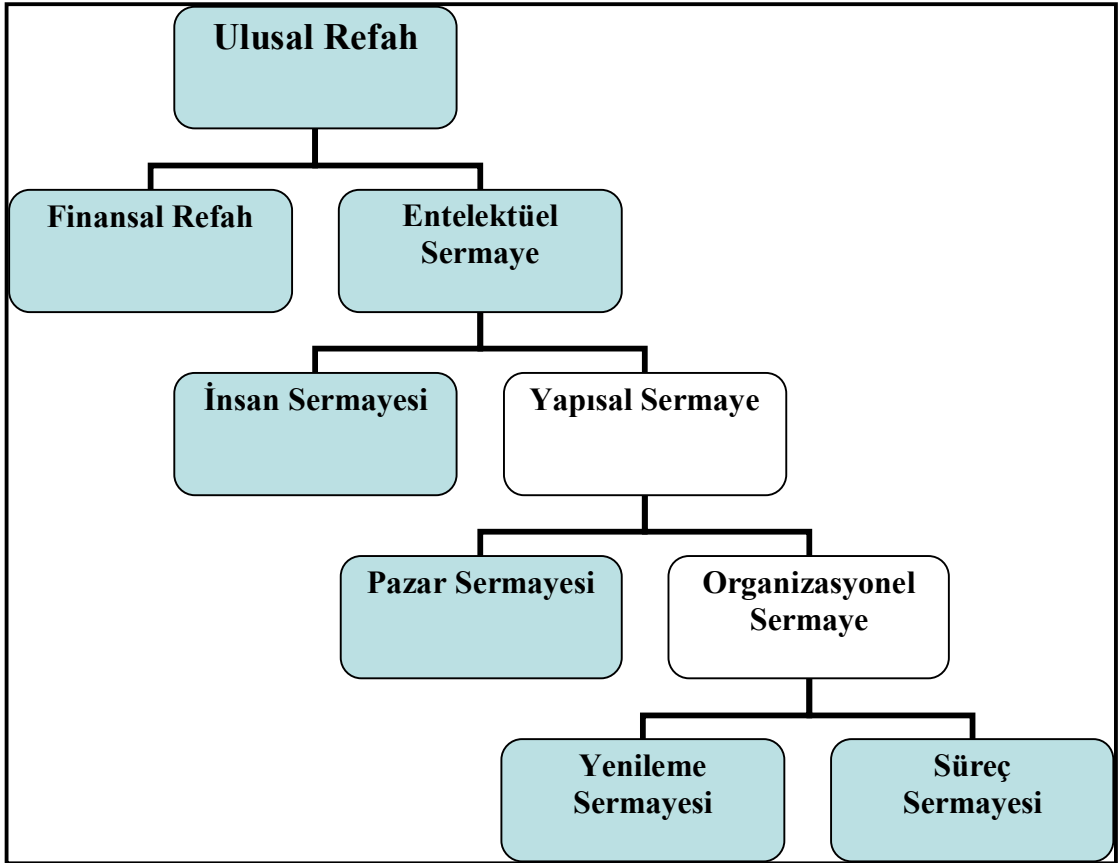 Ulusal Refah
Finansal Refah
Entelektüel
Sermaye
İnsan Sermayesi
Yapısal Sermaye
Pazar Sermayesi
Organizasyonel
Sermaye
Yenileme
Sermayesi
Süreç
Sermayesi